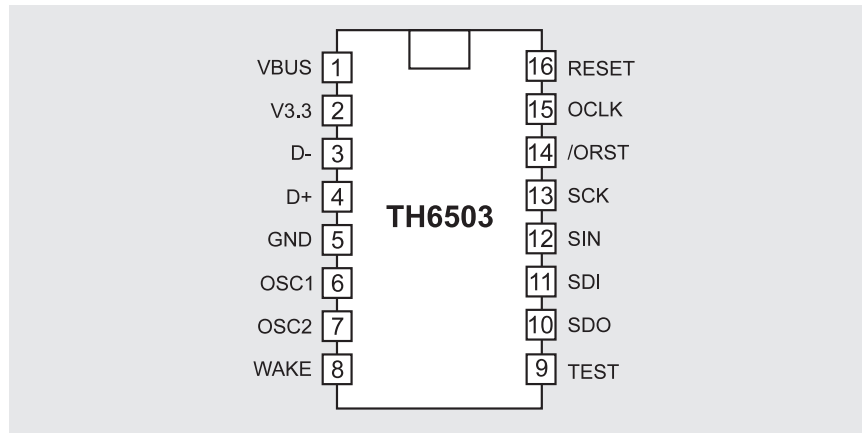 VBUS 1 16 RESET
V3.3 2 15 OCLK
D- 3 14 /ORST
D+ 4 13 SCK
TH6503
GND 5 12 SIN
OSC1 6 11 SDI
OSC2 7 10 SDO
WAKE 8 9 TEST